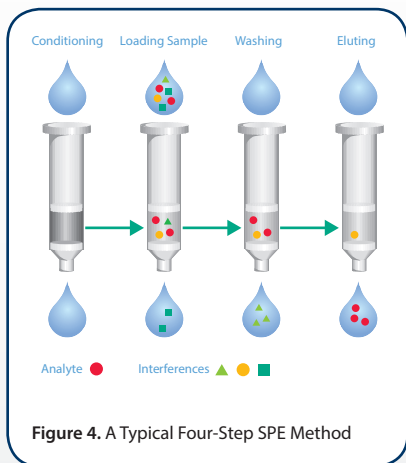 Conditioning Loading Sample Washing Eluting
Analyte Interferences
Figure 4. A Typical Four-Step SPE Method